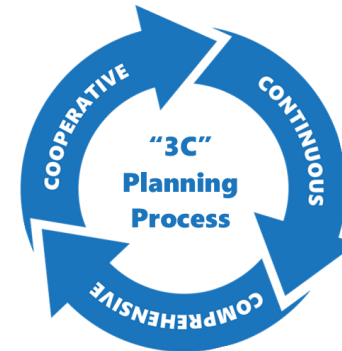 COOPERATIVE
CONTINUOUS
COMPREHENSIVE
“3C”
Planning
Process